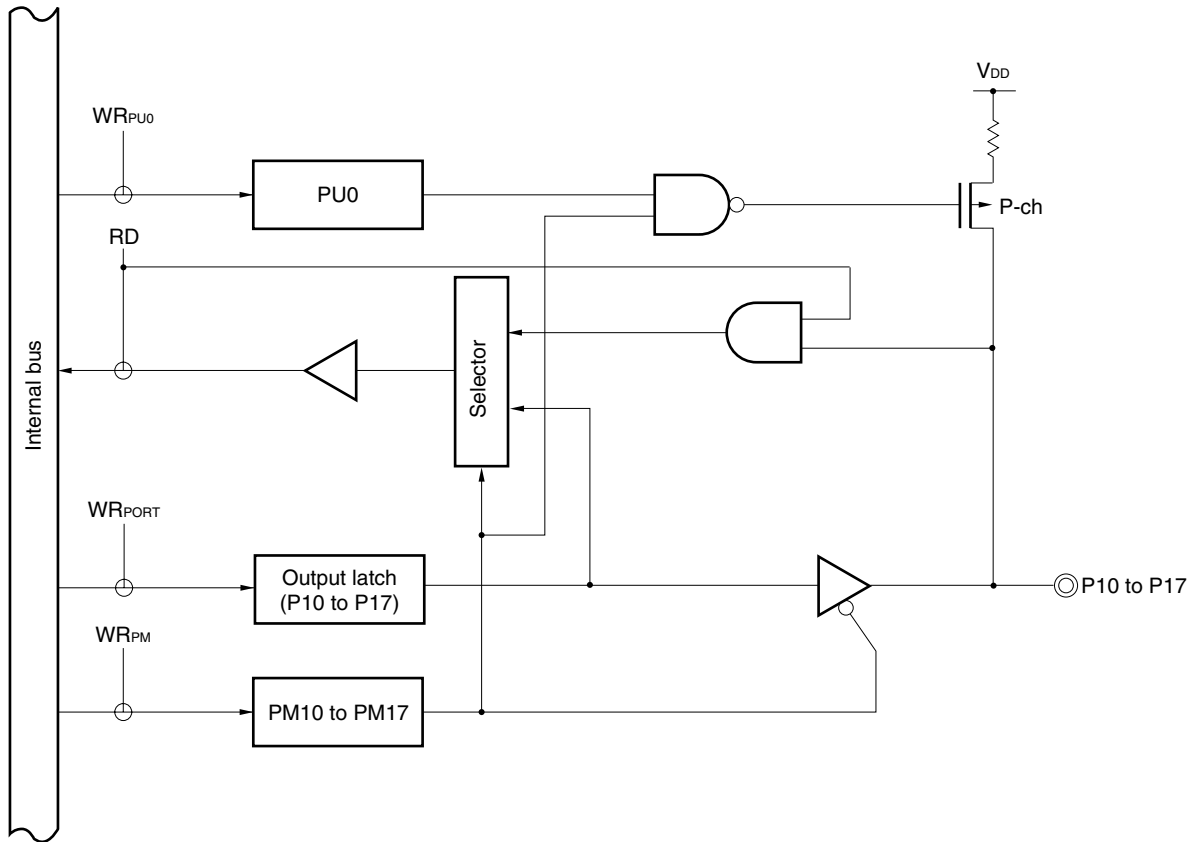 VDD
WRPU0
PU0
P-ch
RD
Internal bus
Selector
WRPORT
Output latch
(P10 to P17)
P10 to P17
WRPM
PM10 to PM17